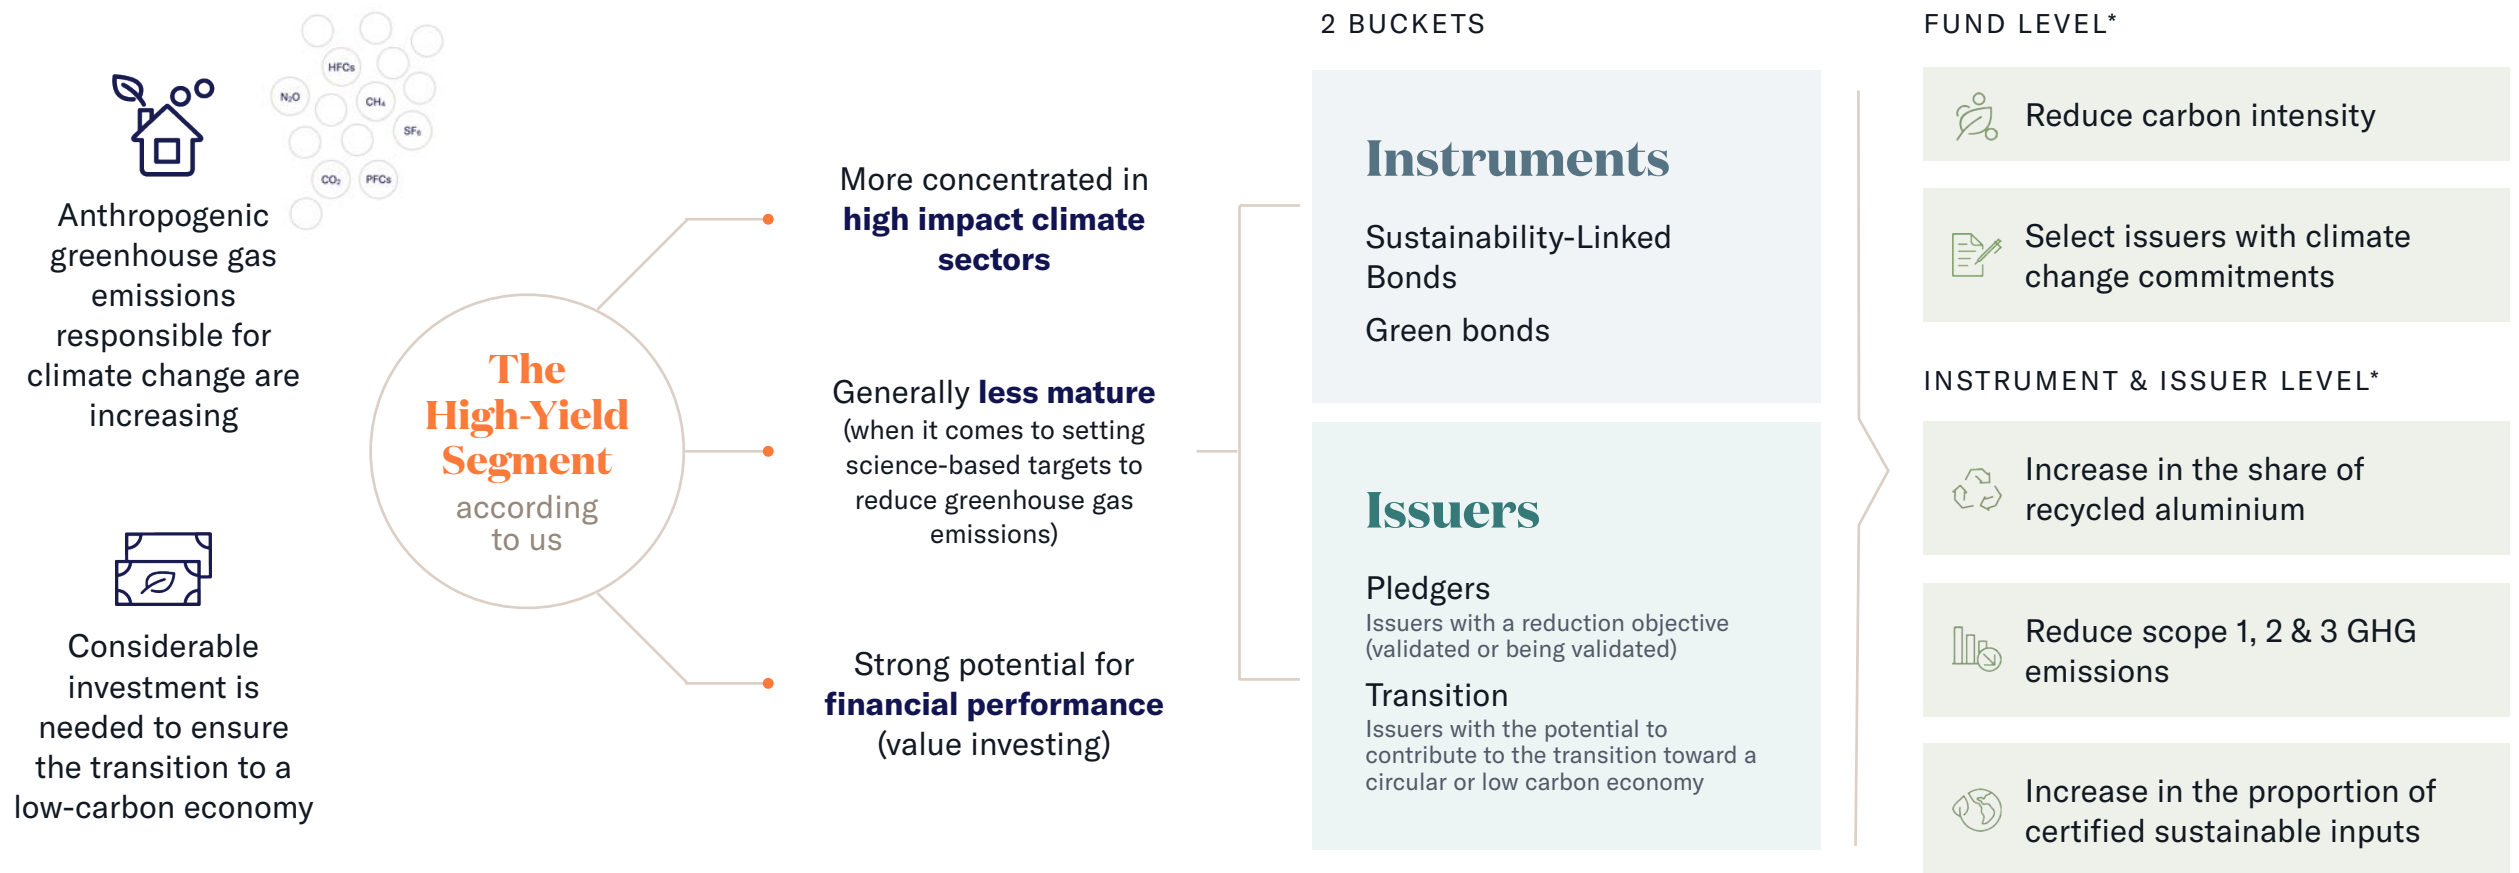 HFCs
N₂O
CH₄
SF₆
CO₂
PFCs
Anthropogenic
greenhouse gas
emissions
responsible for
climate change are
increasing
Considerable
investment is
needed to ensure
the transition to a
low-carbon economy
The
High-Yield
Segment
according
to us
More concentrated in
high impact climate
sectors
Generally less mature
(when it comes to setting
science-based targets to
reduce greenhouse gas
emissions)
Strong potential for
financial performance
(value investing)
2 BUCKETS
Instruments
Sustainability-Linked
Bonds
Green bonds
Issuers
Pledgers
Issuers with a reduction objective
(validated or being validated)
Transition
Issuers with the potential to
contribute to the transition toward a
circular or low carbon economy
FUND LEVEL*
Reduce carbon intensity
Select issuers with climate
change commitments
INSTRUMENT & ISSUER LEVEL*
Increase in the share of
recycled aluminium
Reduce scope 1, 2 & 3 GHG
emissions
Increase in the proportion of
certified sustainable inputs